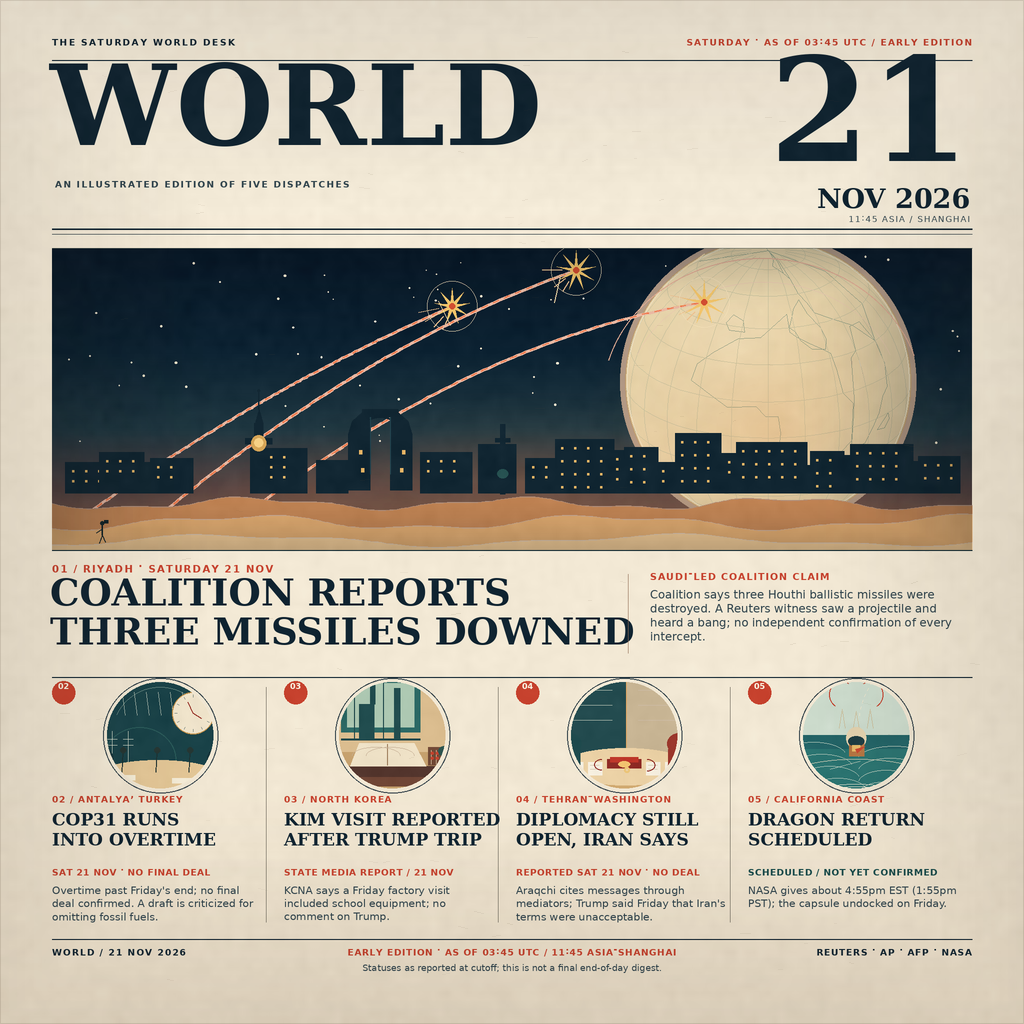 THE SATURDAY WORLD DESK
SATURDAY ˙ AS OF 03:45 UTC / EARLY EDITION
WORLD
21
AN ILLUSTRATED EDITION OF FIVE DISPATCHES
NOV 2026
11:45 ASIA / SHANGHAI
01 / RIYADH ˙ SATURDAY 21 NOV
COALITION REPORTS
THREE MISSILES DOWNED
SAUDI-LED COALITION CLAIM
Coalition says three Houthi ballistic missiles were
destroyed. A Reuters witness saw a projectile and
heard a bang; no independent confirmation of every
intercept.
02
02 / ANTALYA’ TURKEY
COP31 RUNS
INTO OVERTIME
SAT 21 NOV ˙ NO FINAL DEAL
Overtime past Friday's end; no final
deal confirmed. A draft is criticized for
omitting fossil fuels.
03
03 / NORTH KOREA
KIM VISIT REPORTED
AFTER TRUMP TRIP
STATE MEDIA REPORT / 21 NOV
KCNA says a Friday factory visit
included school equipment; no
comment on Trump.
04
04 / TEHRAN-WASHINGTON
DIPLOMACY STILL
OPEN, IRAN SAYS
REPORTED SAT 21 NOV ˙ NO DEAL
Araqchi cites messages through
mediators; Trump said Friday that Iran's
terms were unacceptable.
05
05 / CALIFORNIA COAST
DRAGON RETURN
SCHEDULED
SCHEDULED / NOT YET CONFIRMED
NASA gives about 4:55pm EST (1:55pm
PST); the capsule undocked on Friday.
WORLD / 21 NOV 2026
EARLY EDITION ˙ AS OF 03:45 UTC / 11:45 ASIA-SHANGHAI
REUTERS ˙ AP ˙ AFP ˙ NASA
Statuses as reported at cutoff; this is not a final end-of-day digest.